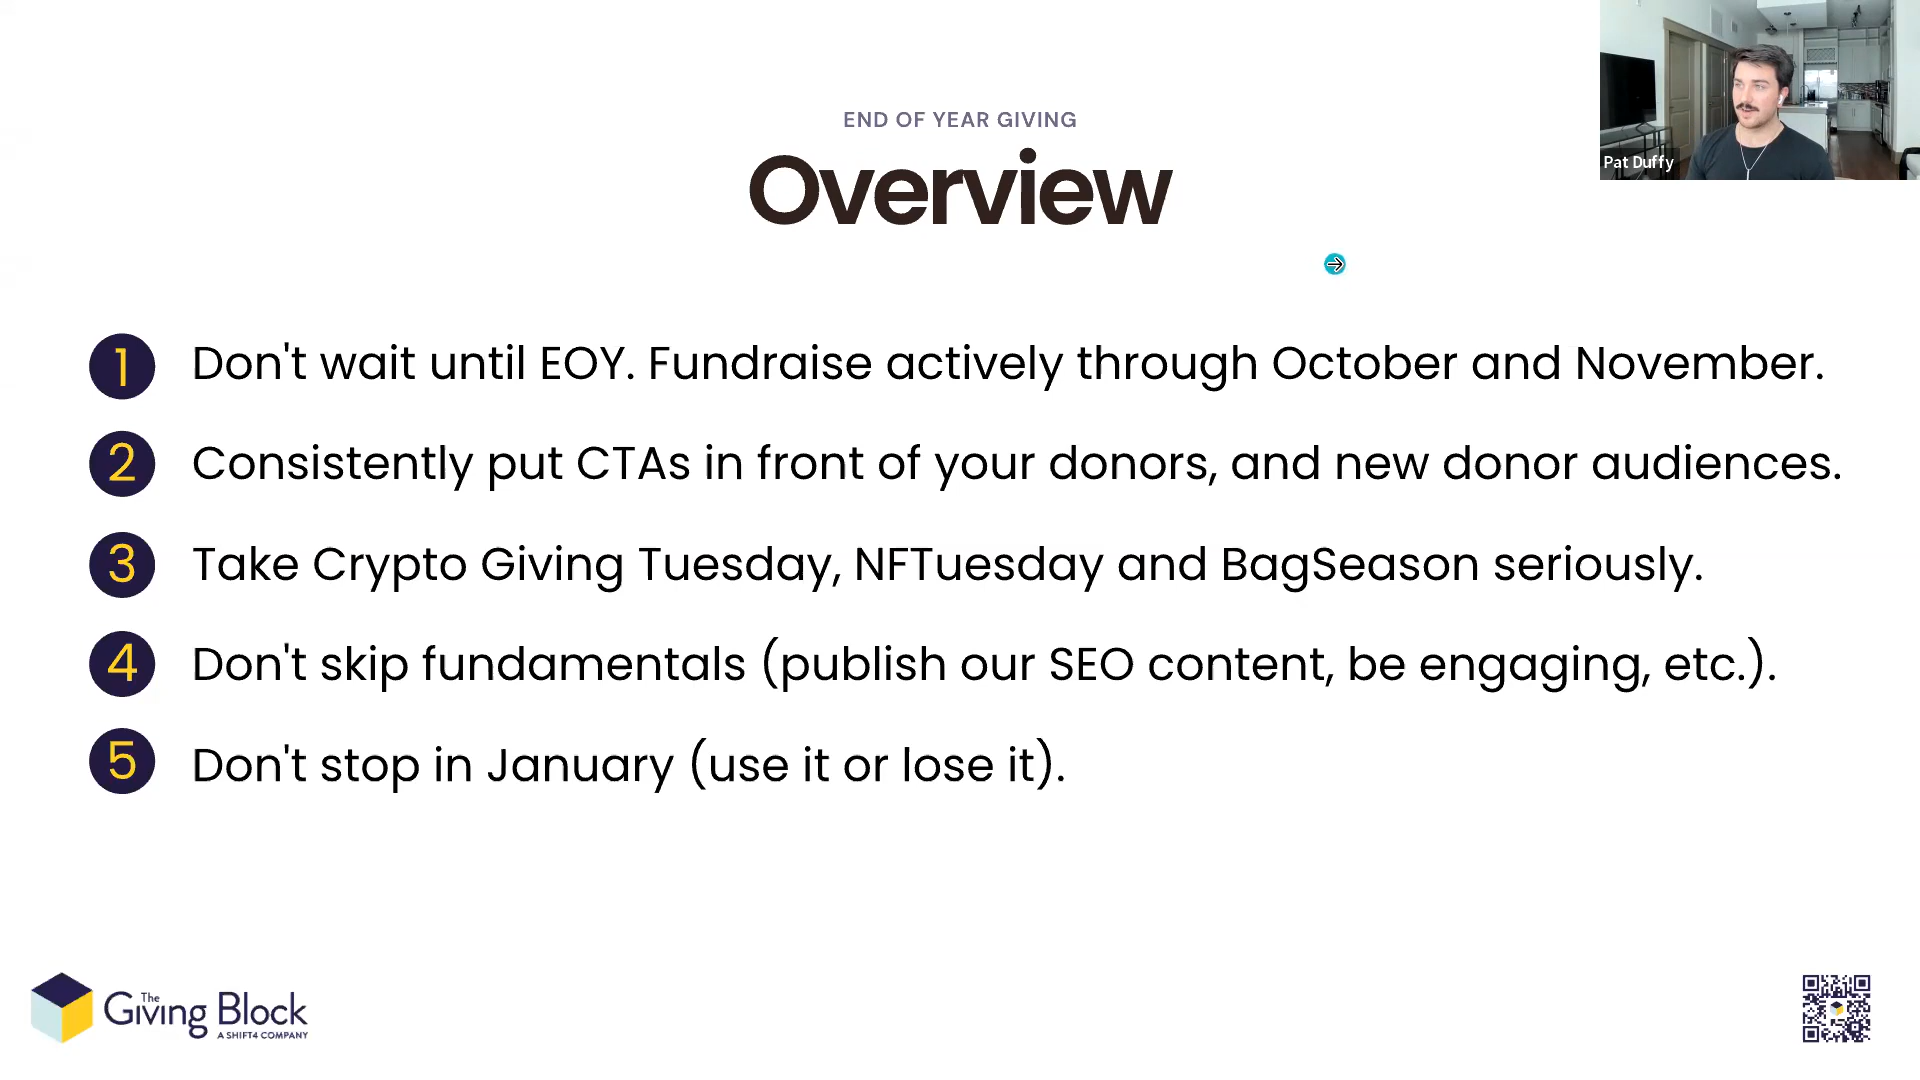 END OF YEAR GIVING
Overview
Pat Duffy
1 Don't wait until EOY. Fundraise actively through October and November.
2 Consistently put CTAs in front of your donors, and new donor audiences.
3 Take Crypto Giving Tuesday, NFTuesday and BagSeason seriously.
4 Don't skip fundamentals (publish our SEO content, be engaging, etc.).
5 Don't stop in January (use it or lose it).
The Giving Block
A SHIFT4 COMPANY